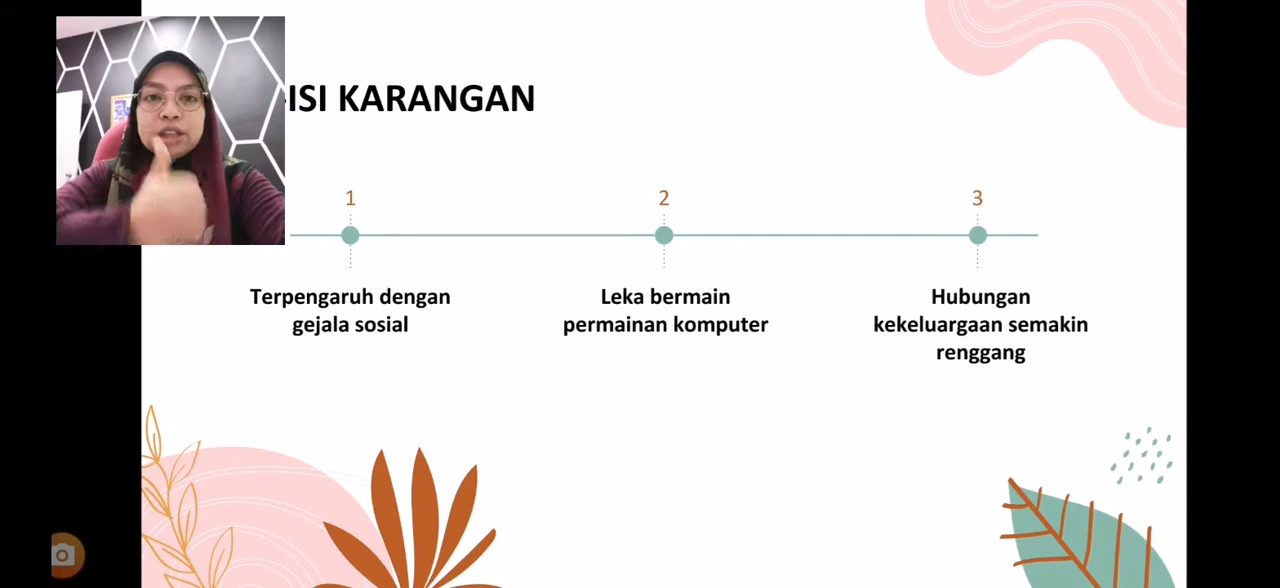 ISI KARANGAN
1
2
3
Terpengaruh dengan
gejala sosial
Leka bermain
permainan komputer
Hubungan
kekeluargaan semakin
renggang